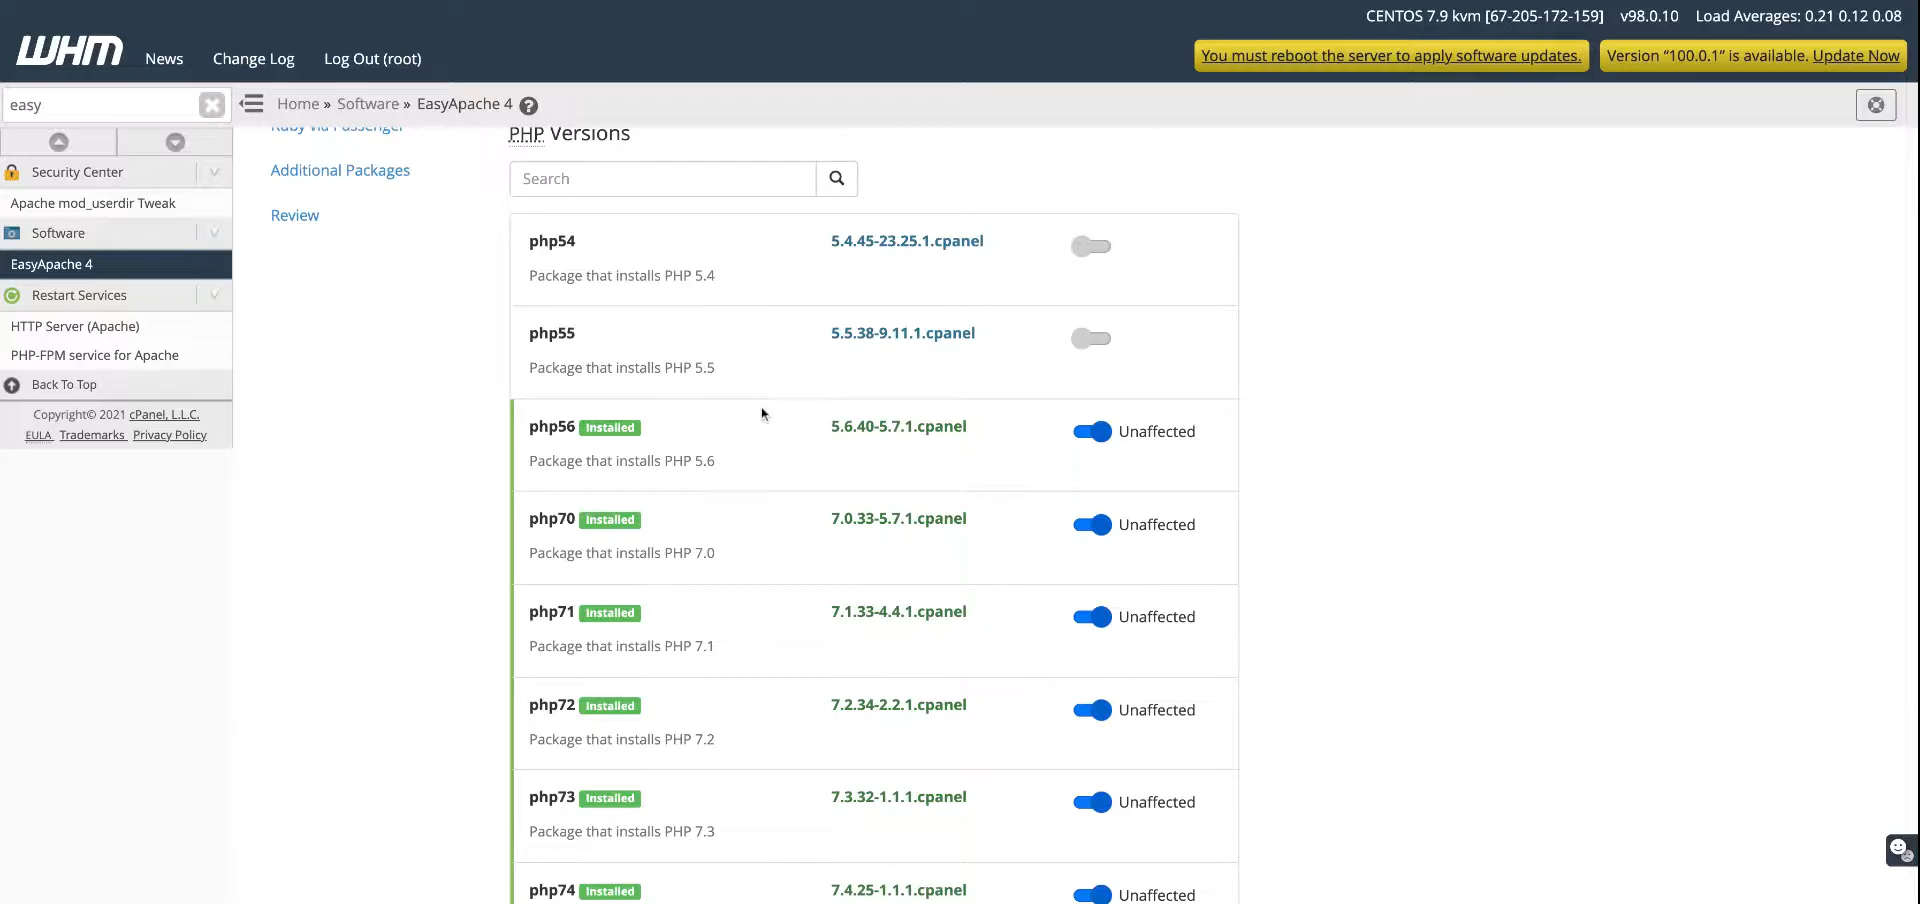 CENTOS 7.9 kvm [67-205-172-159] v98.0.10 Load Averages: 0.21 0.12 0.08
WHM News Change Log Log Out (root)
You must reboot the server to apply software updates. Version “100.0.1” is available. Update Now
easy
Home » Software » EasyApache 4
Ruby via Passenger
PHP Versions
Security Center
Additional Packages
Search
Apache mod_userdir Tweak
Review
Software
php54 5.4.45-23.25.1.cpanel
EasyApache 4
Package that installs PHP 5.4
Restart Services
HTTP Server (Apache)
php55 5.5.38-9.11.1.cpanel
PHP-FPM service for Apache
Package that installs PHP 5.5
Back To Top
Copyright© 2021 cPanel, L.L.C.
EULA Trademarks Privacy Policy
php56 Installed 5.6.40-5.7.1.cpanel Unaffected
Package that installs PHP 5.6
php70 Installed 7.0.33-5.7.1.cpanel Unaffected
Package that installs PHP 7.0
php71 Installed 7.1.33-4.4.1.cpanel Unaffected
Package that installs PHP 7.1
php72 Installed 7.2.34-2.2.1.cpanel Unaffected
Package that installs PHP 7.2
php73 Installed 7.3.32-1.1.1.cpanel Unaffected
Package that installs PHP 7.3
php74 Installed 7.4.25-1.1.1.cpanel Unaffected